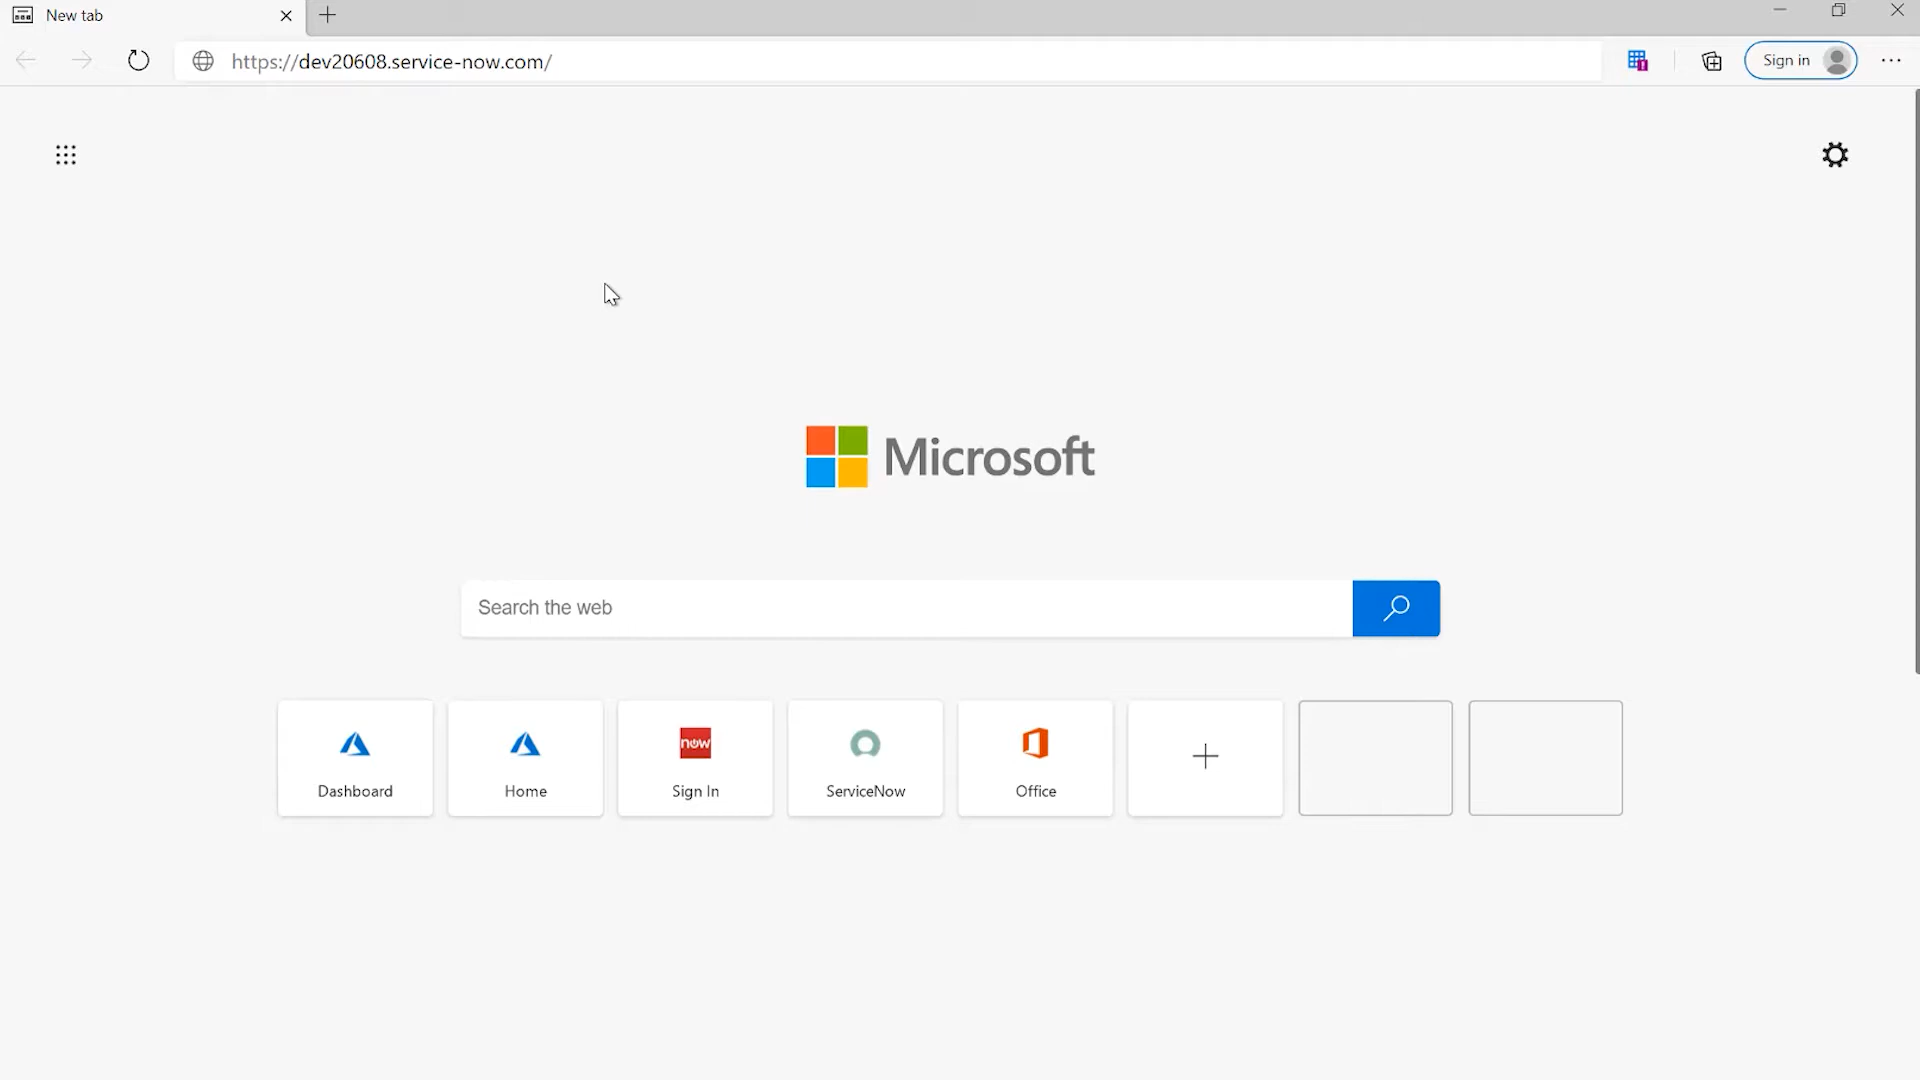 New tab
https://dev20608.service-now.com/
Sign in
Microsoft
Search the web
now
Dashboard
Home
Sign In
ServiceNow
Office